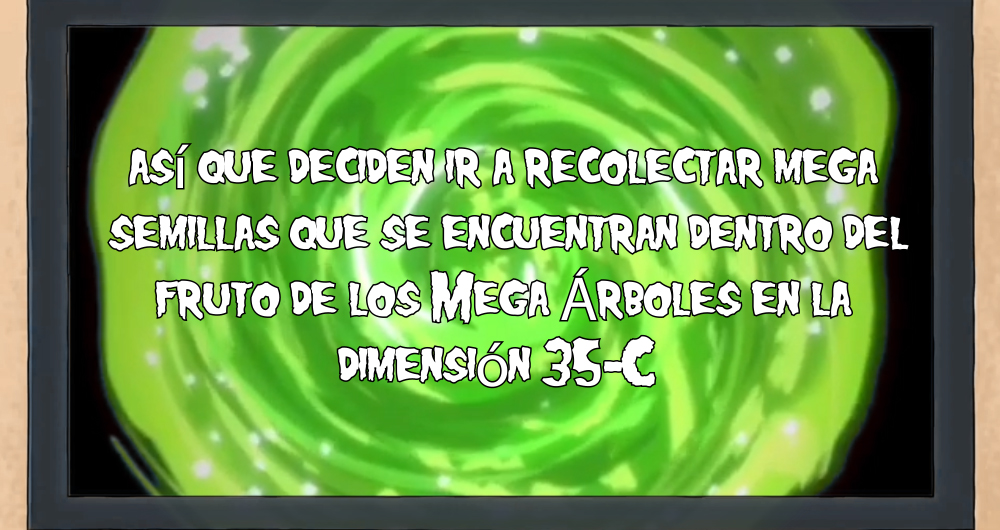 así que deciden ir a recolectar mega
semillas que se encuentran dentro del
fruto de los Mega Árboles en la
dimensión 35-C